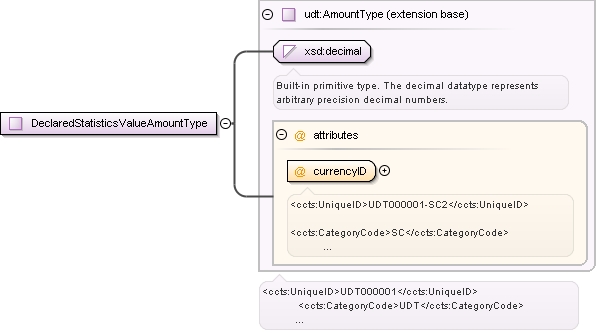 udt:AmountType (extension base)
xsd:decimal
Built-in primitive type. The decimal datatype represents
arbitrary precision decimal numbers.
DeclaredStatisticsValueAmountType
@ attributes
@ currencyID
<ccts:UniqueID>UDT000001-SC2</ccts:UniqueID>
<ccts:CategoryCode>SC</ccts:CategoryCode>
...
<ccts:UniqueID>UDT000001</ccts:UniqueID>
<ccts:CategoryCode>UDT</ccts:CategoryCode>
...